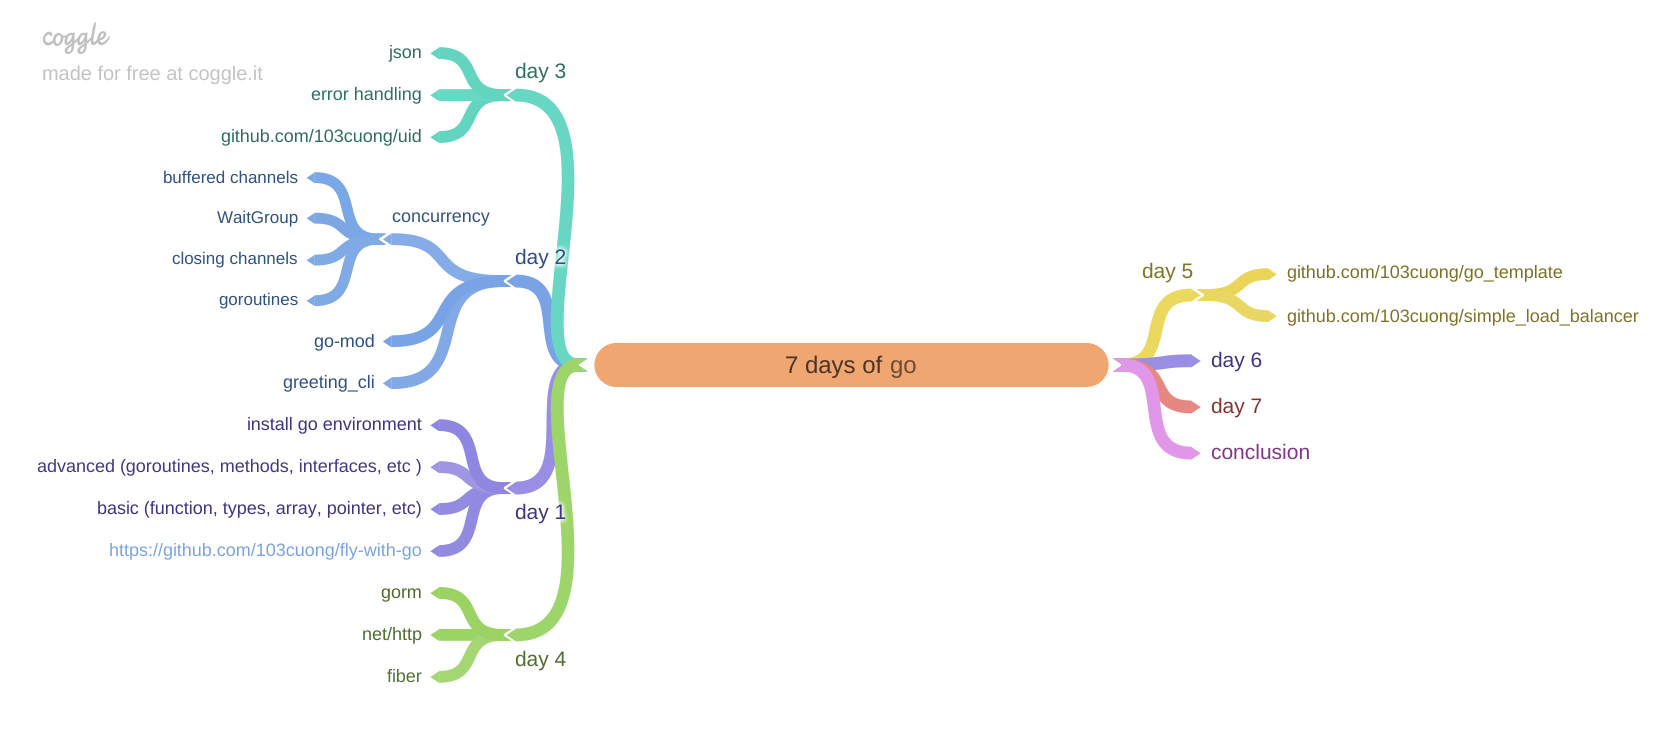 coggle
made for free at coggle.it
json
error handling
github.com/103cuong/uid
day 3
buffered channels
WaitGroup
closing channels
goroutines
concurrency
go-mod
greeting_cli
day 2
install go environment
advanced (goroutines, methods, interfaces, etc )
basic (function, types, array, pointer, etc)
https://github.com/103cuong/fly-with-go
day 1
gorm
net/http
fiber
day 4
7 days of go
day 5
github.com/103cuong/go_template
github.com/103cuong/simple_load_balancer
day 6
day 7
conclusion